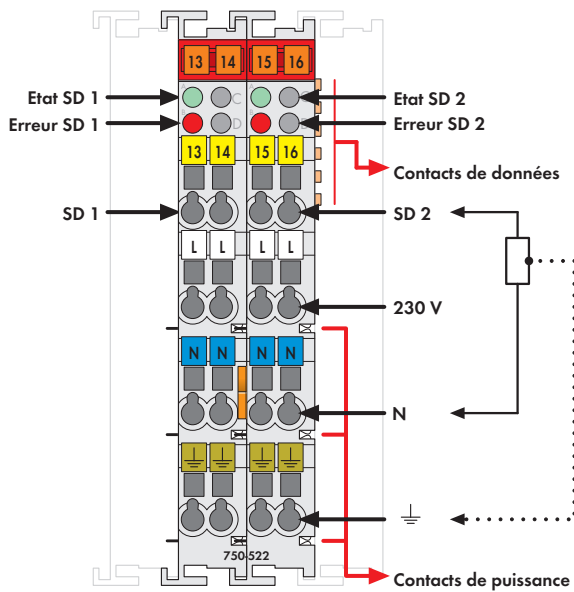 13 14 15 16
Etat SD 1
C
Etat SD 2
Erreur SD 1
D
Erreur SD 2
13 14 15 16
Contacts de données
SD 1
SD 2
L L L L
230 V
N N N N
N
750-522
Contacts de puissance